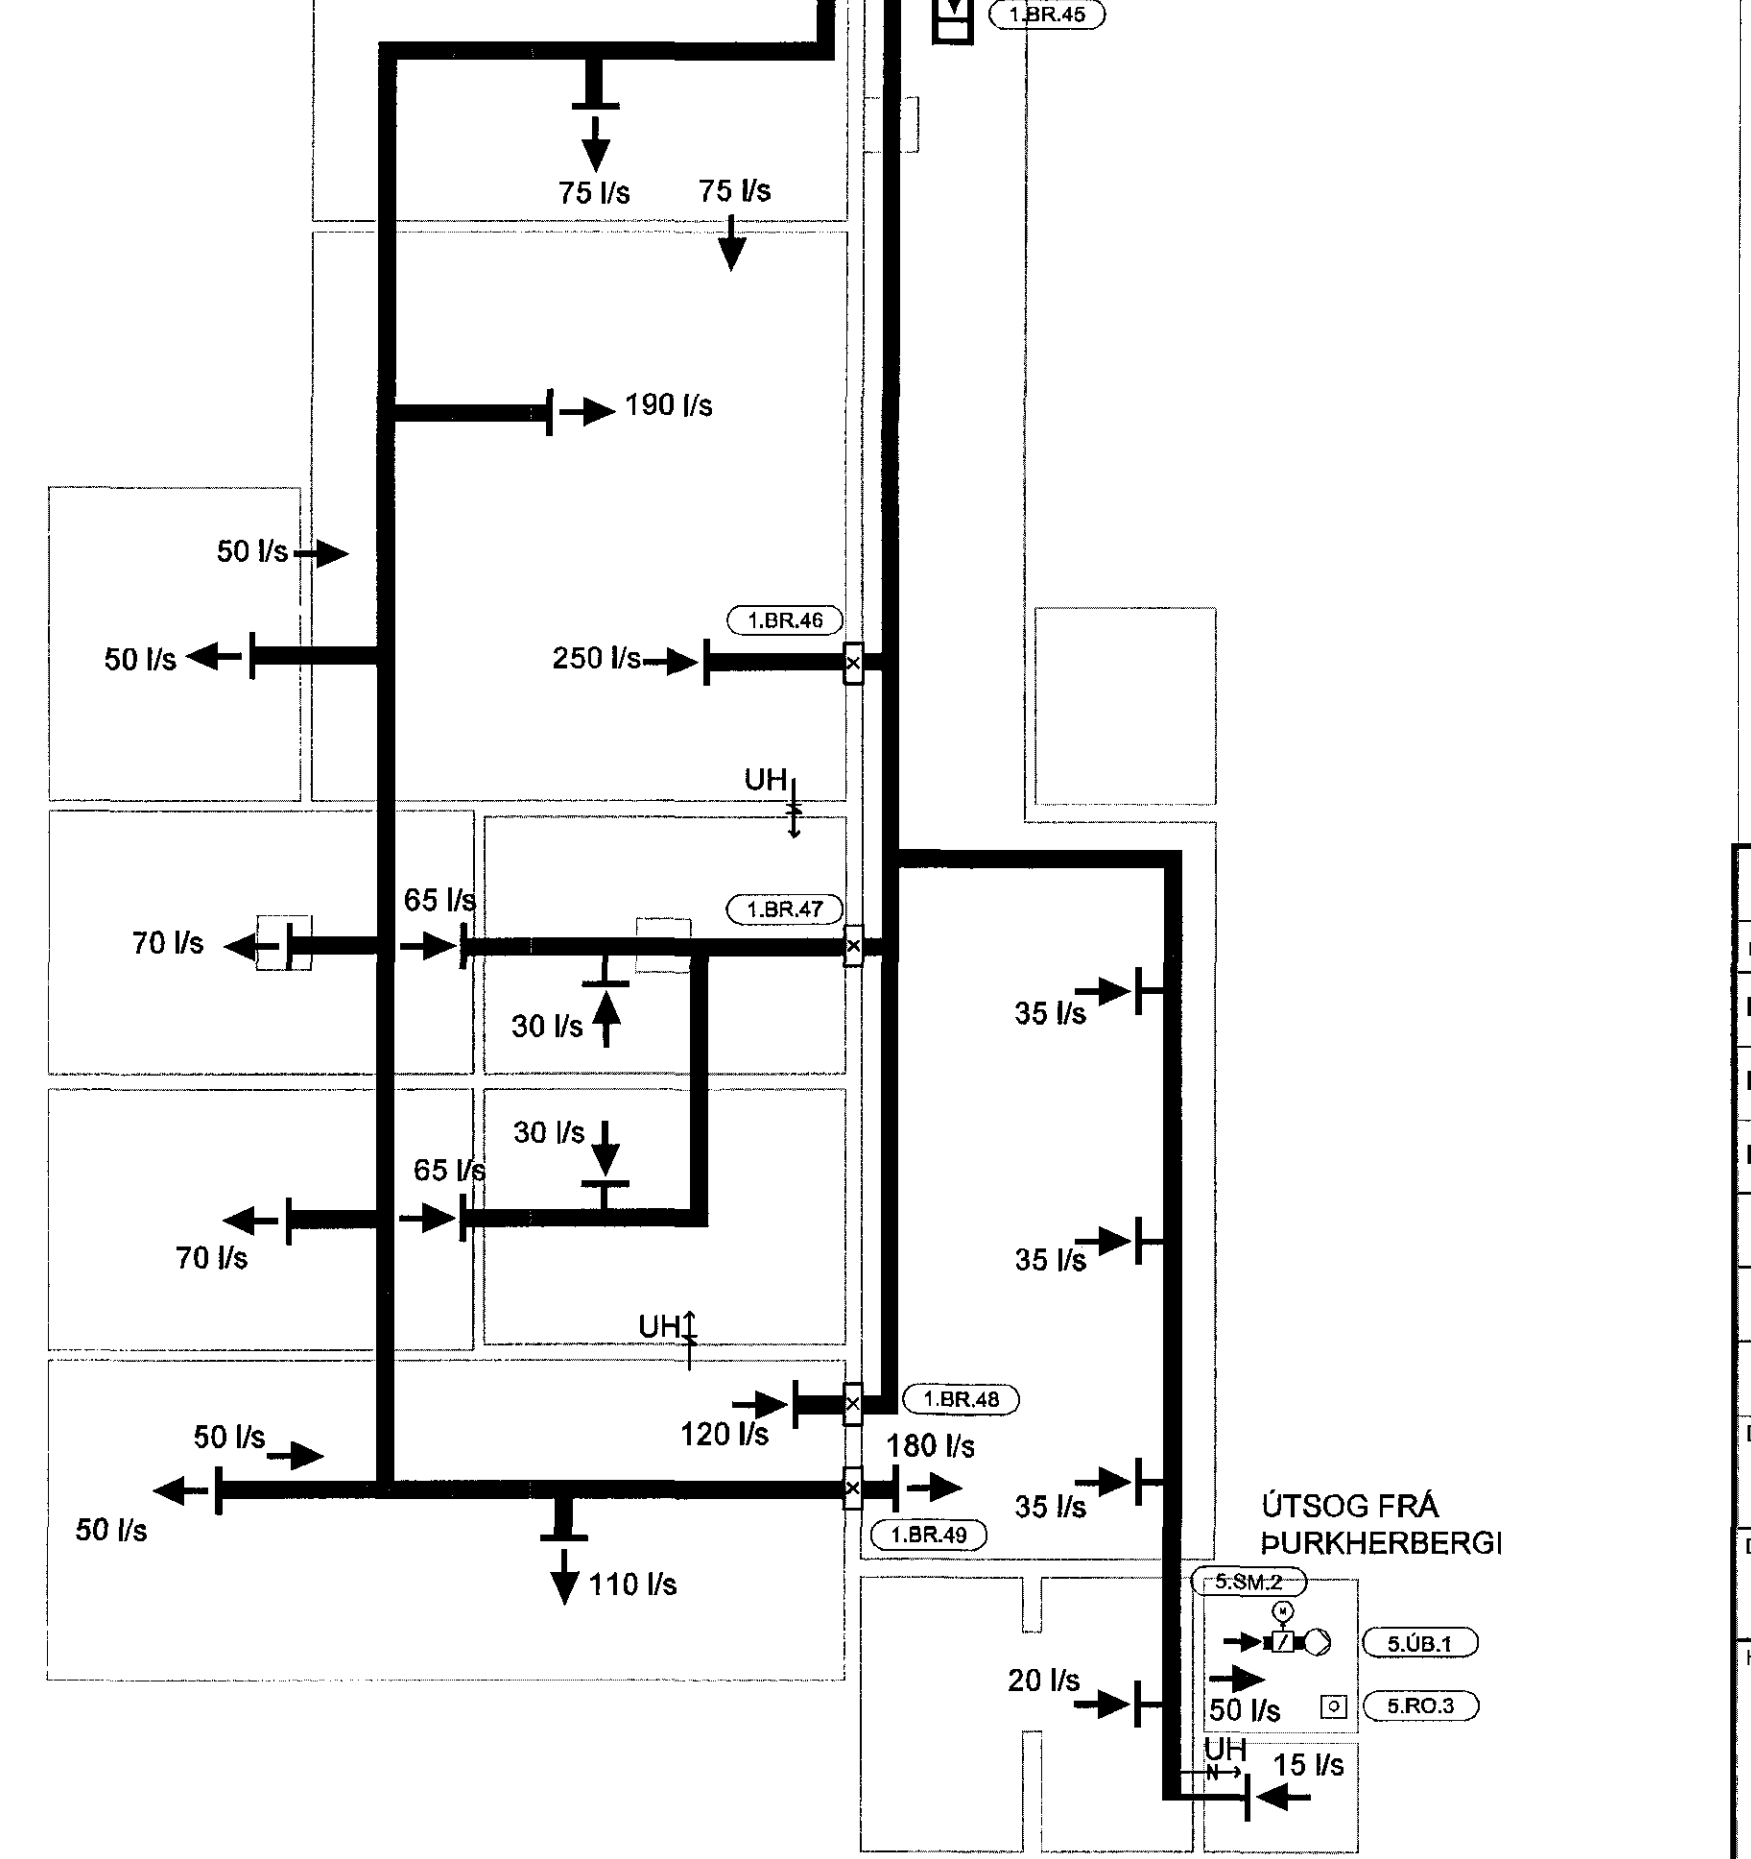 1.BR.45
75 l/s
75 l/s
190 l/s
50 l/s
1.BR.46
50 l/s
250 l/s
UH
65 l/s
1.BR.47
70 l/s
35 l/s
30 l/s
30 l/s
65 l/s
70 l/s
35 l/s
UH
1.BR.48
120 l/s
50 l/s
180 l/s
35 l/s
ÚTSOG FRÁ
ÞURKHERBERGI
50 l/s
1.BR.49
110 l/s
5.SM.2
M
5.ÚB.1
20 l/s
50 l/s
5.RO.3
UH
15 l/s